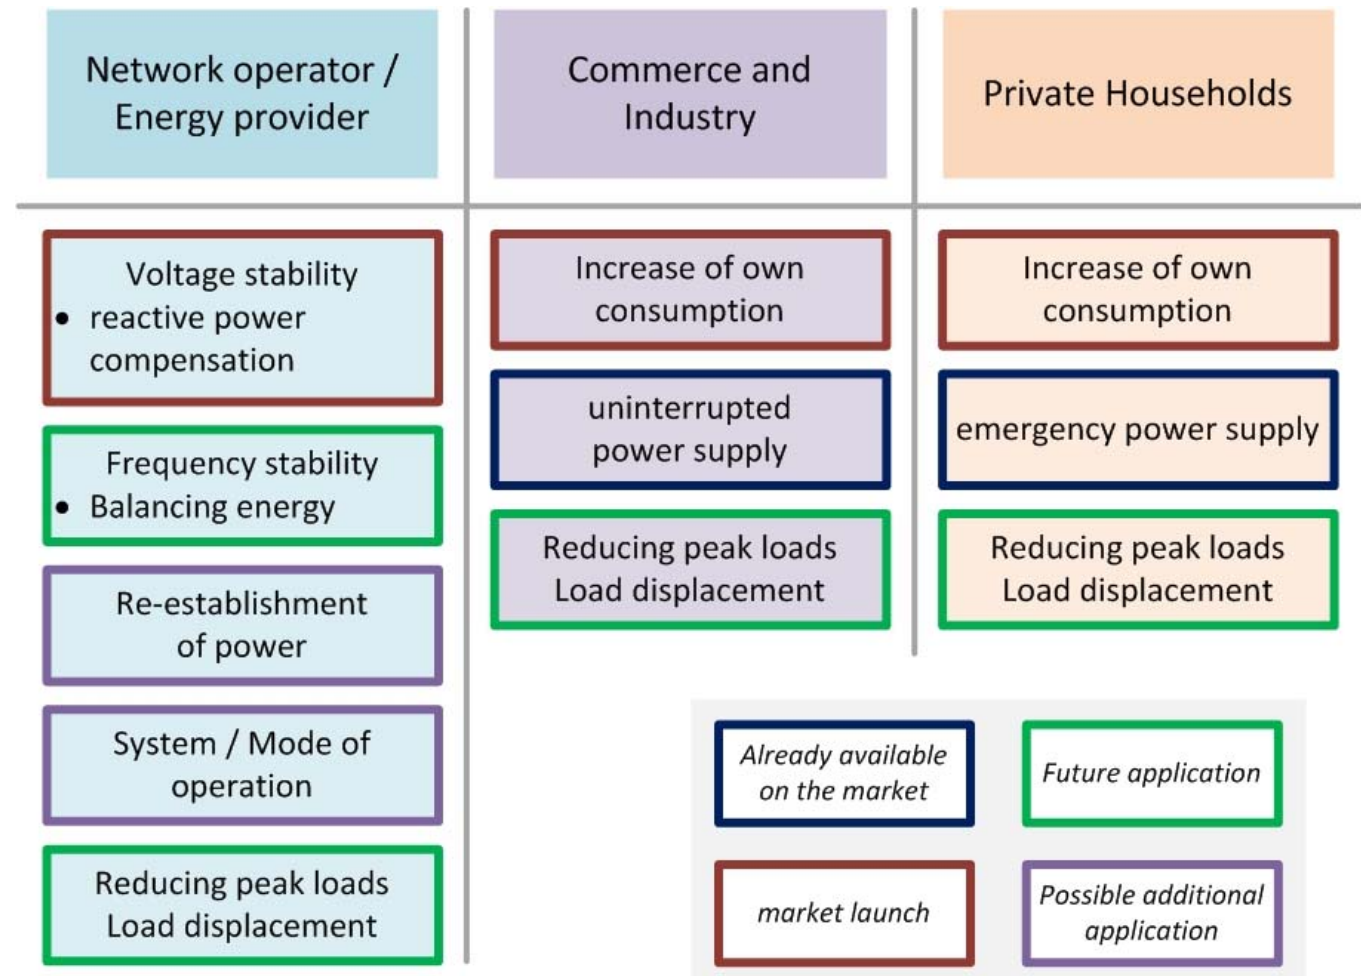 Network operator /
Energy provider
Commerce and
Industry
Private Households
Voltage stability
• reactive power
compensation
Frequency stability
• Balancing energy
Re-establishment
of power
System / Mode of
operation
Reducing peak loads
Load displacement
Increase of own
consumption
uninterrupted
power supply
Reducing peak loads
Load displacement
Increase of own
consumption
emergency power supply
Reducing peak loads
Load displacement
Already available
on the market
Future application
market launch
Possible additional
application